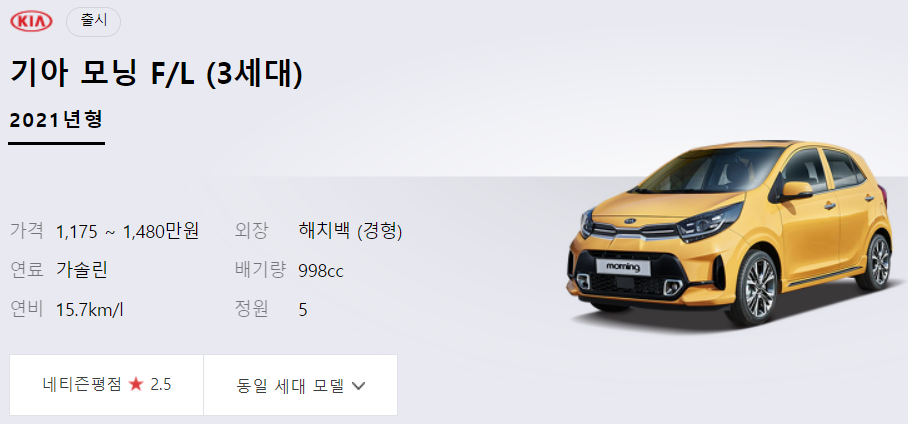 KIA 출시
기아 모닝 F/L (3세대)
2021년형
가격 1,175 ~ 1,480만원 외장 해치백 (경형)
연료 가솔린 배기량 998cc
연비 15.7km/l 정원 5
morning
네티즌평점 ★ 2.5 동일 세대 모델